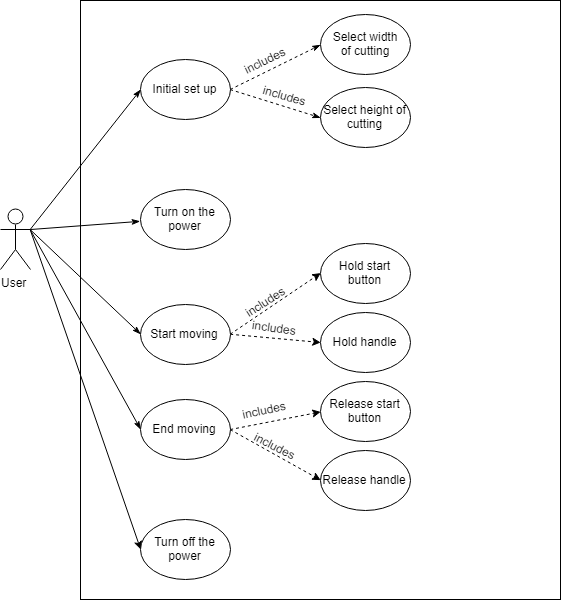 Select width
of cutting
includes
Initial set up
includes
Select height of
cutting
Turn on the
power
User
Hold start
button
includes
Start moving
includes
Hold handle
Release start
button
includes
End moving
includes
Release handle
Turn off the
power